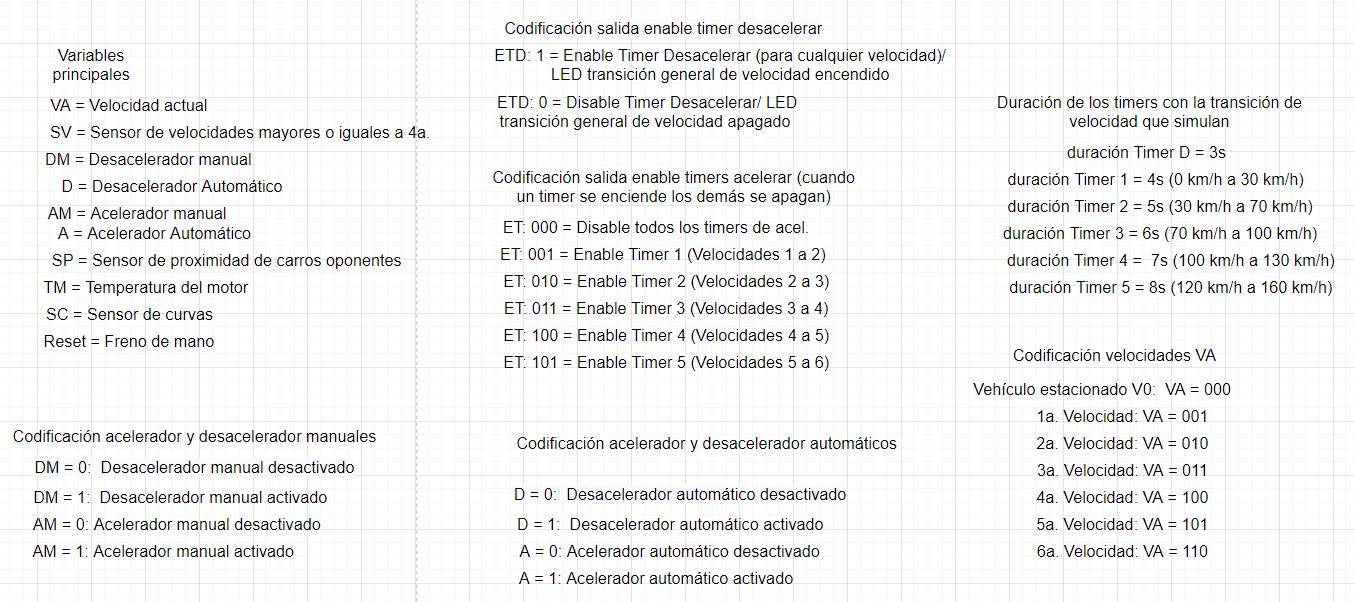 Variables
principales
VA = Velocidad actual
SV = Sensor de velocidades mayores o iguales a 4a.
DM = Desacelerador manual
D = Desacelerador Automático
AM = Acelerador manual
A = Acelerador Automático
SP = Sensor de proximidad de carros oponentes
TM = Temperatura del motor
SC = Sensor de curvas
Reset = Freno de mano
Codificación acelerador y desacelerador manuales
DM = 0: Desacelerador manual desactivado
DM = 1: Desacelerador manual activado
AM = 0: Acelerador manual desactivado
AM = 1: Acelerador manual activado
Codificación salida enable timer desacelerar
ETD: 1 = Enable Timer Desacelerar (para cualquier velocidad)/
LED transición general de velocidad encendido
ETD: 0 = Disable Timer Desacelerar/ LED
transición general de velocidad apagado
Codificación salida enable timers acelerar (cuando
un timer se enciende los demás se apagan)
ET: 000 = Disable todos los timers de acel.
ET: 001 = Enable Timer 1 (Velocidades 1 a 2)
ET: 010 = Enable Timer 2 (Velocidades 2 a 3)
ET: 011 = Enable Timer 3 (Velocidades 3 a 4)
ET: 100 = Enable Timer 4 (Velocidades 4 a 5)
ET: 101 = Enable Timer 5 (Velocidades 5 a 6)
Codificación acelerador y desacelerador automáticos
D = 0: Desacelerador automático desactivado
D = 1: Desacelerador automático activado
A = 0: Acelerador automático desactivado
A = 1: Acelerador automático activado
Duración de los timers con la transición de
velocidad que simulan
duración Timer D = 3s
duración Timer 1 = 4s (0 km/h a 30 km/h)
duración Timer 2 = 5s (30 km/h a 70 km/h)
duración Timer 3 = 6s (70 km/h a 100 km/h)
duración Timer 4 = 7s (100 km/h a 130 km/h)
duración Timer 5 = 8s (120 km/h a 160 km/h)
Codificación velocidades VA
Vehículo estacionado V0: VA = 000
1a. Velocidad: VA = 001
2a. Velocidad: VA = 010
3a. Velocidad: VA = 011
4a. Velocidad: VA = 100
5a. Velocidad: VA = 101
6a. Velocidad: VA = 110